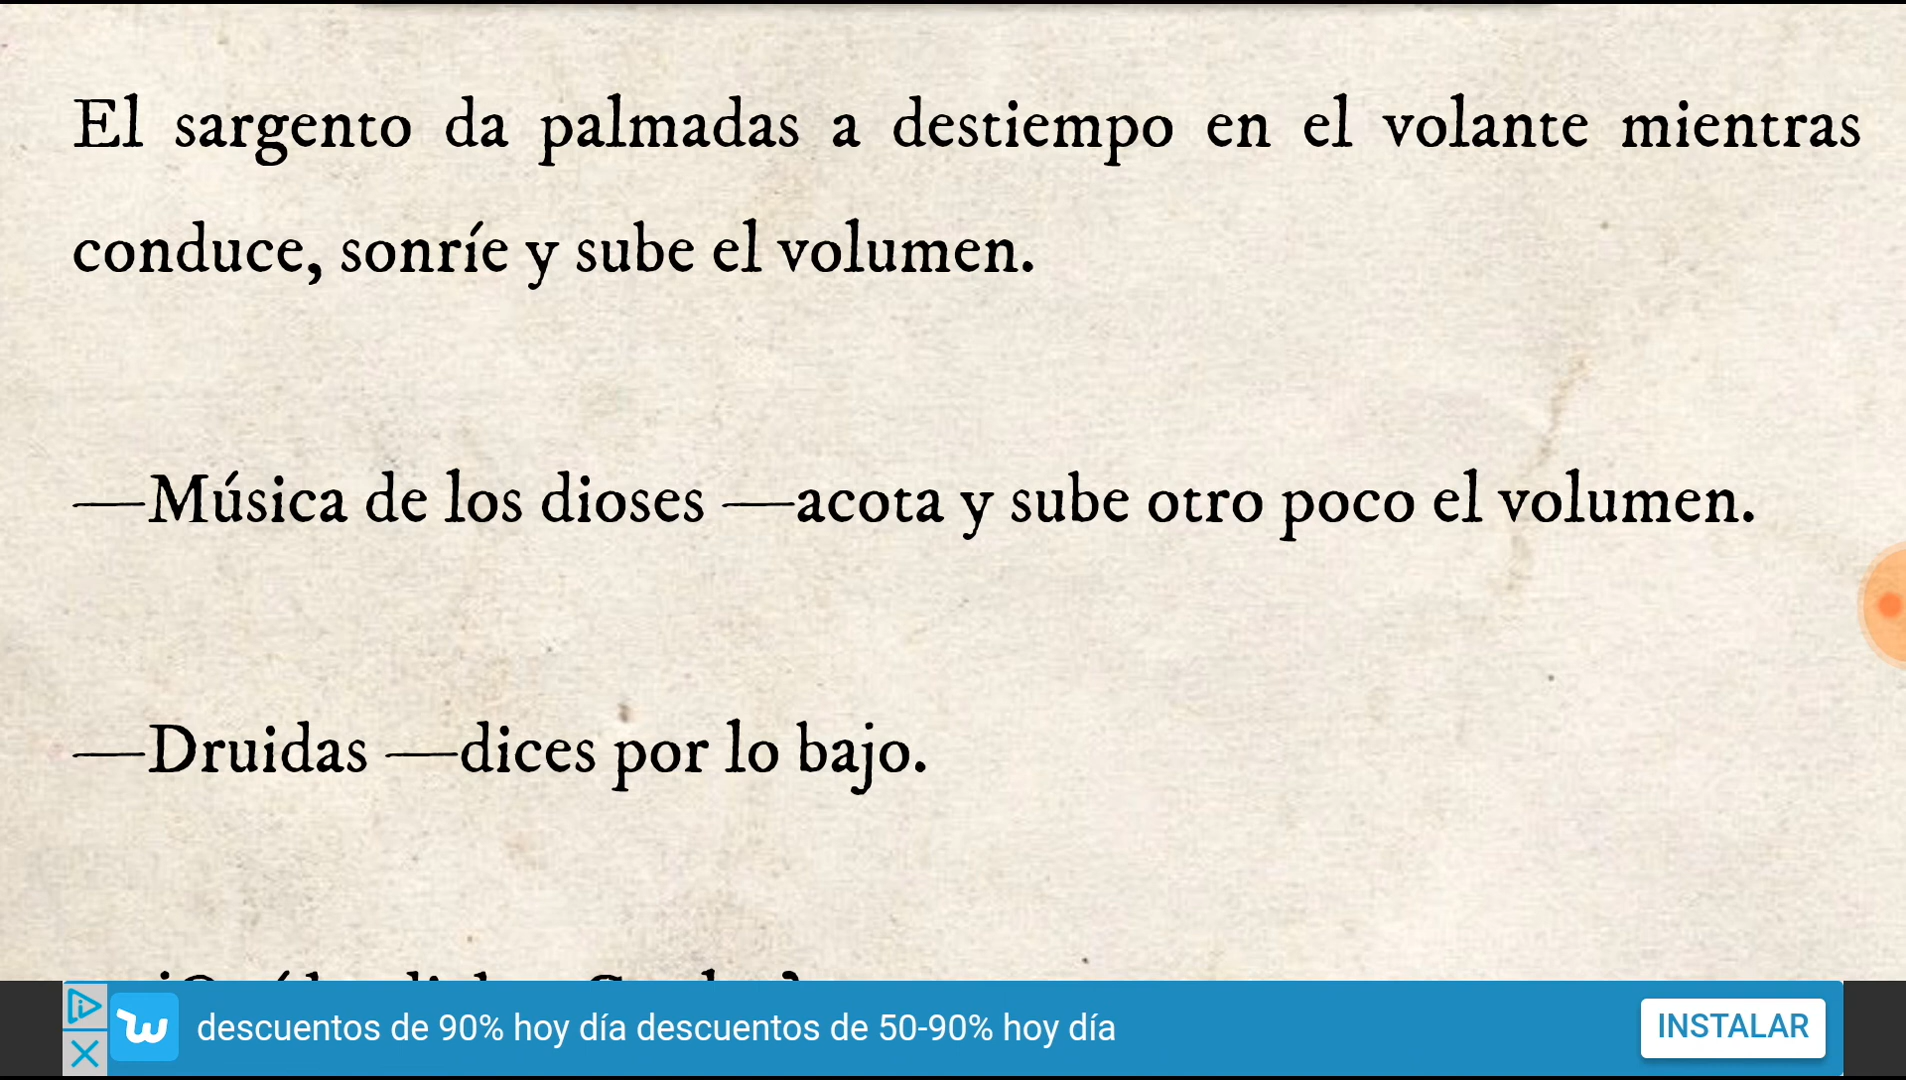 El sargento da palmadas a destiempo en el volante mientras
conduce, sonríe y sube el volumen.
—Música de los dioses —acota y sube otro poco el volumen.
—Druidas —dices por lo bajo.
descuentos de 90% hoy día descuentos de 50-90% hoy día
INSTALAR